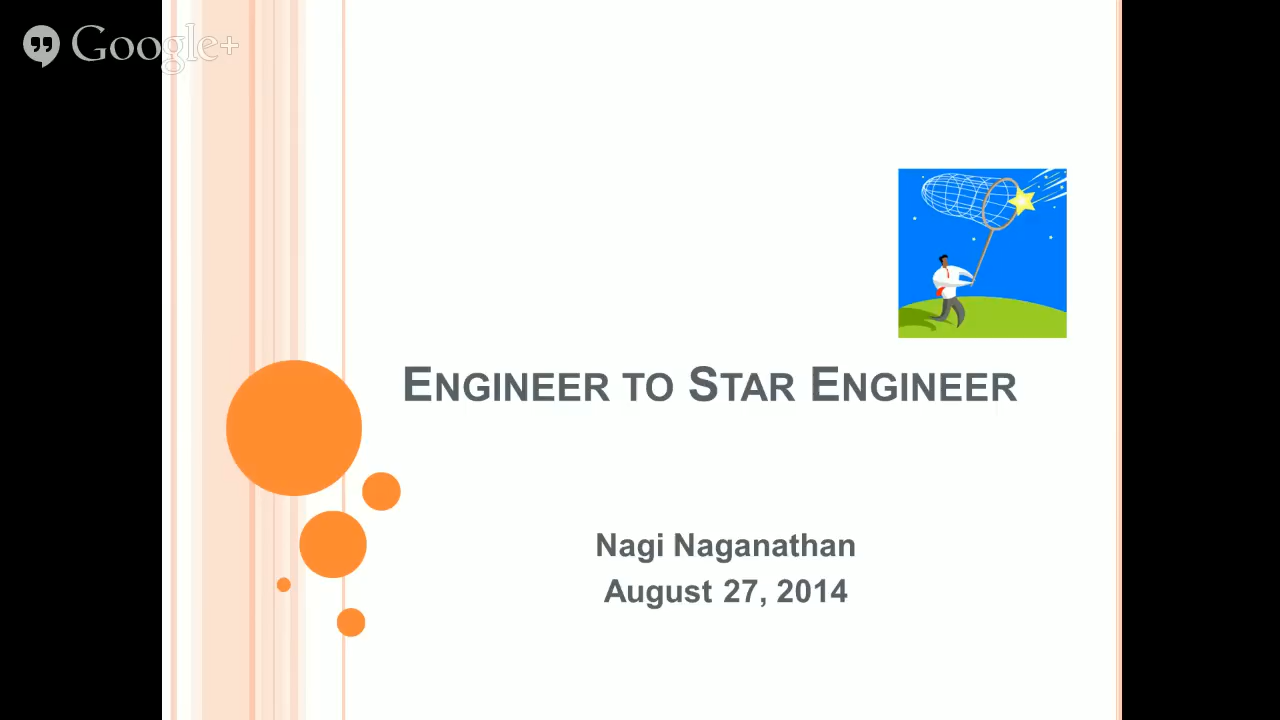 Google+
ENGINEER TO STAR ENGINEER
Nagi Naganathan
August 27, 2014